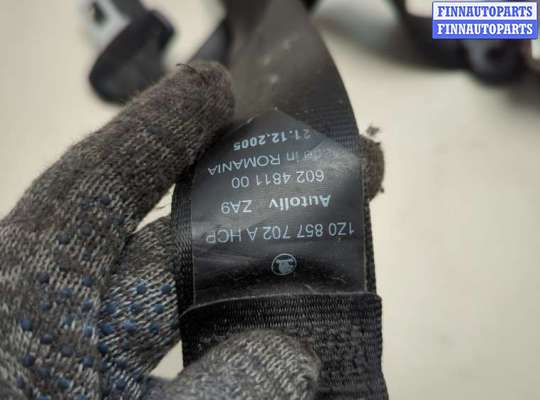 FINNAUTOPARTS
FINNAUTOPARTS
1Z0 857 702 A HCP
Autoliv ZA9
602 4811 00
in ROMANIA
21.12.2005